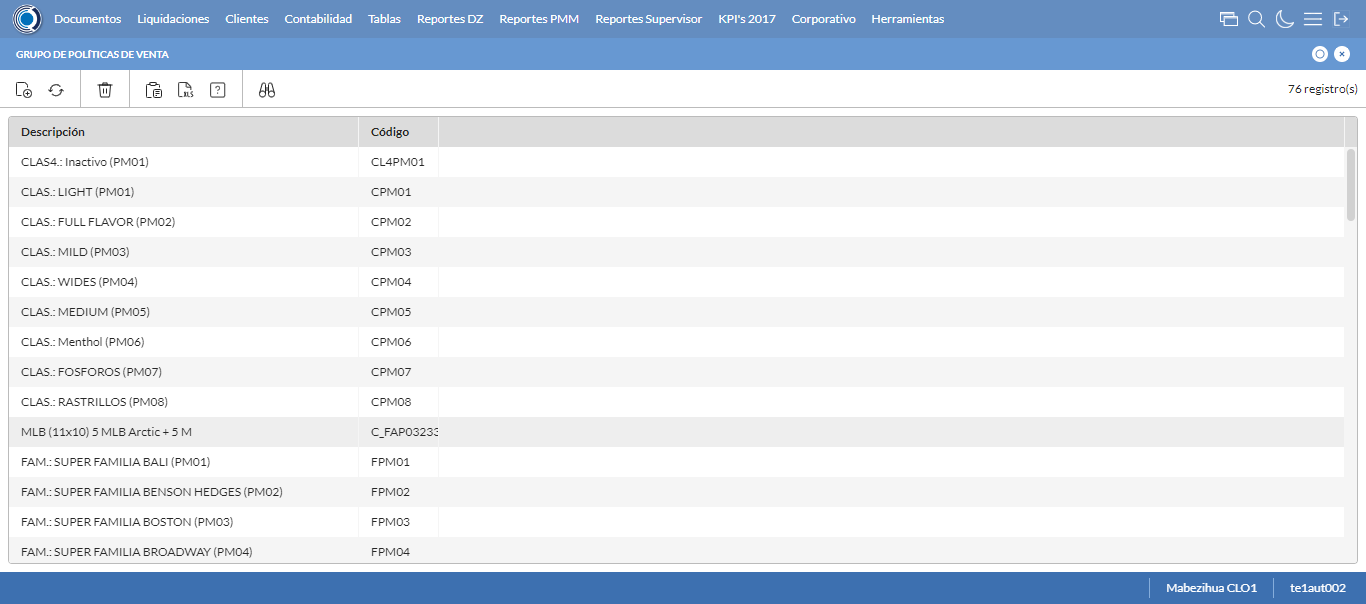 Documentos Liquidaciones Clientes Contabilidad Tablas Reportes DZ Reportes PMM Reportes Supervisor KPI's 2017 Corporativo Herramientas
GRUPO DE POLÍTICAS DE VENTA
XLS ? 76 registro(s)
Descripción Código
CLAS4.: Inactivo (PM01) CL4PM01
CLAS.: LIGHT (PM01) CPM01
CLAS.: FULL FLAVOR (PM02) CPM02
CLAS.: MILD (PM03) CPM03
CLAS.: WIDES (PM04) CPM04
CLAS.: MEDIUM (PM05) CPM05
CLAS.: Menthol (PM06) CPM06
CLAS.: FOSFOROS (PM07) CPM07
CLAS.: RASTRILLOS (PM08) CPM08
MLB (11x10) 5 MLB Arctic + 5 M C_FAP03233
FAM.: SUPER FAMILIA BALI (PM01) FPM01
FAM.: SUPER FAMILIA BENSON HEDGES (PM02) FPM02
FAM.: SUPER FAMILIA BOSTON (PM03) FPM03
FAM.: SUPER FAMILIA BROADWAY (PM04) FPM04
Mabezihua CLO1 te1aut002